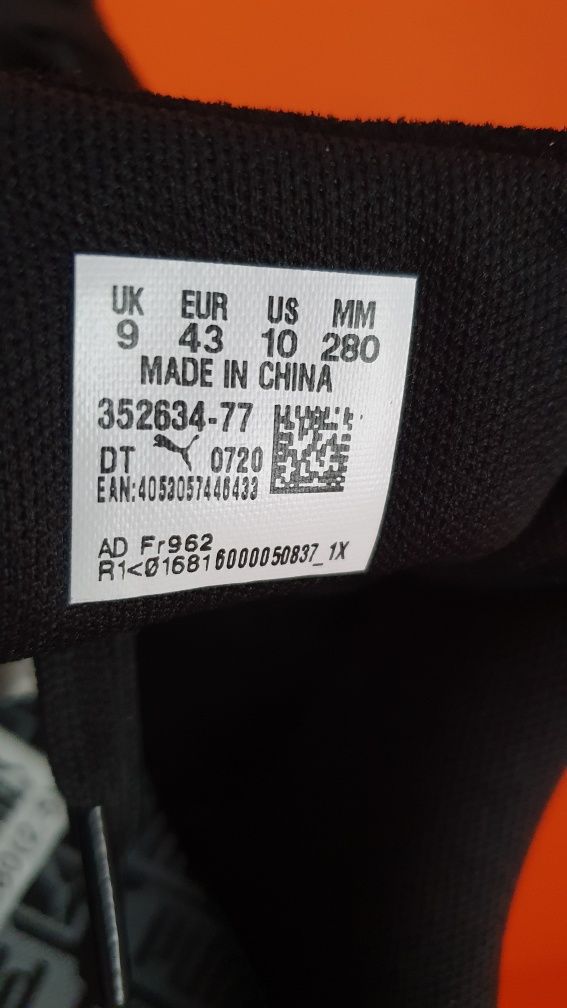 UK EUR US MM
9 43 10 280
MADE IN CHINA
352634-77
DT 0720
EAN:4053057446433
AD Fr962
R1<016816000050837_1X